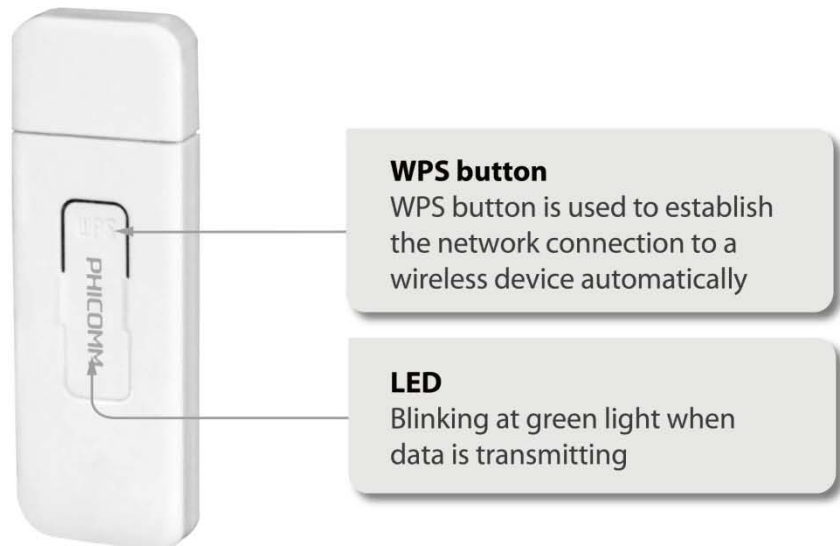 WPS
PHICOMM
WPS button
WPS button is used to establish
the network connection to a
wireless device automatically
LED
Blinking at green light when
data is transmitting